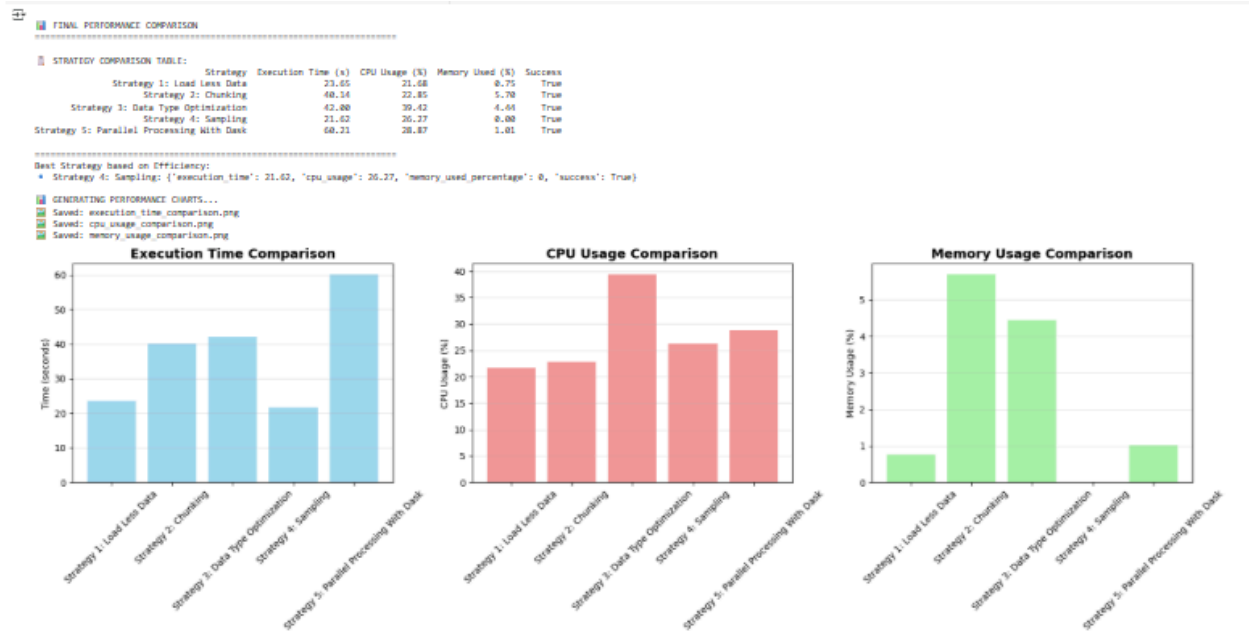 📊 FINAL PERFORMANCE COMPARISON
======================================================================
STRATEGY COMPARISON TABLE:
Strategy Execution Time (s) CPU Usage (%) Memory Used (%) Success
Strategy 1: Load Less Data 23.65 21.68 0.75 True
Strategy 2: Chunking 40.14 22.85 5.70 True
Strategy 3: Data Type Optimization 42.00 39.42 4.44 True
Strategy 4: Sampling 21.62 26.27 0.00 True
Strategy 5: Parallel Processing With Dask 60.21 28.87 1.01 True
======================================================================
Best Strategy based on Efficiency:
Strategy 4: Sampling: {'execution_time': 21.62, 'cpu_usage': 26.27, 'memory_used_percentage': 0, 'success': True}
📊 GENERATING PERFORMANCE CHARTS...
Saved: execution_time_comparison.png
Saved: cpu_usage_comparison.png
Saved: memory_usage_comparison.png
Execution Time Comparison
Time (seconds)
60
50
40
30
20
10
0
Strategy 1: Load Less Data
Strategy 2: Chunking
Strategy 3: Data Type Optimization
Strategy 4: Sampling
Strategy 5: Parallel Processing With Dask
CPU Usage Comparison
CPU Usage (%)
40
35
30
25
20
15
10
5
0
Strategy 1: Load Less Data
Strategy 2: Chunking
Strategy 3: Data Type Optimization
Strategy 4: Sampling
Strategy 5: Parallel Processing With Dask
Memory Usage Comparison
Memory Usage (%)
5
4
3
2
1
0
Strategy 1: Load Less Data
Strategy 2: Chunking
Strategy 3: Data Type Optimization
Strategy 4: Sampling
Strategy 5: Parallel Processing With Dask